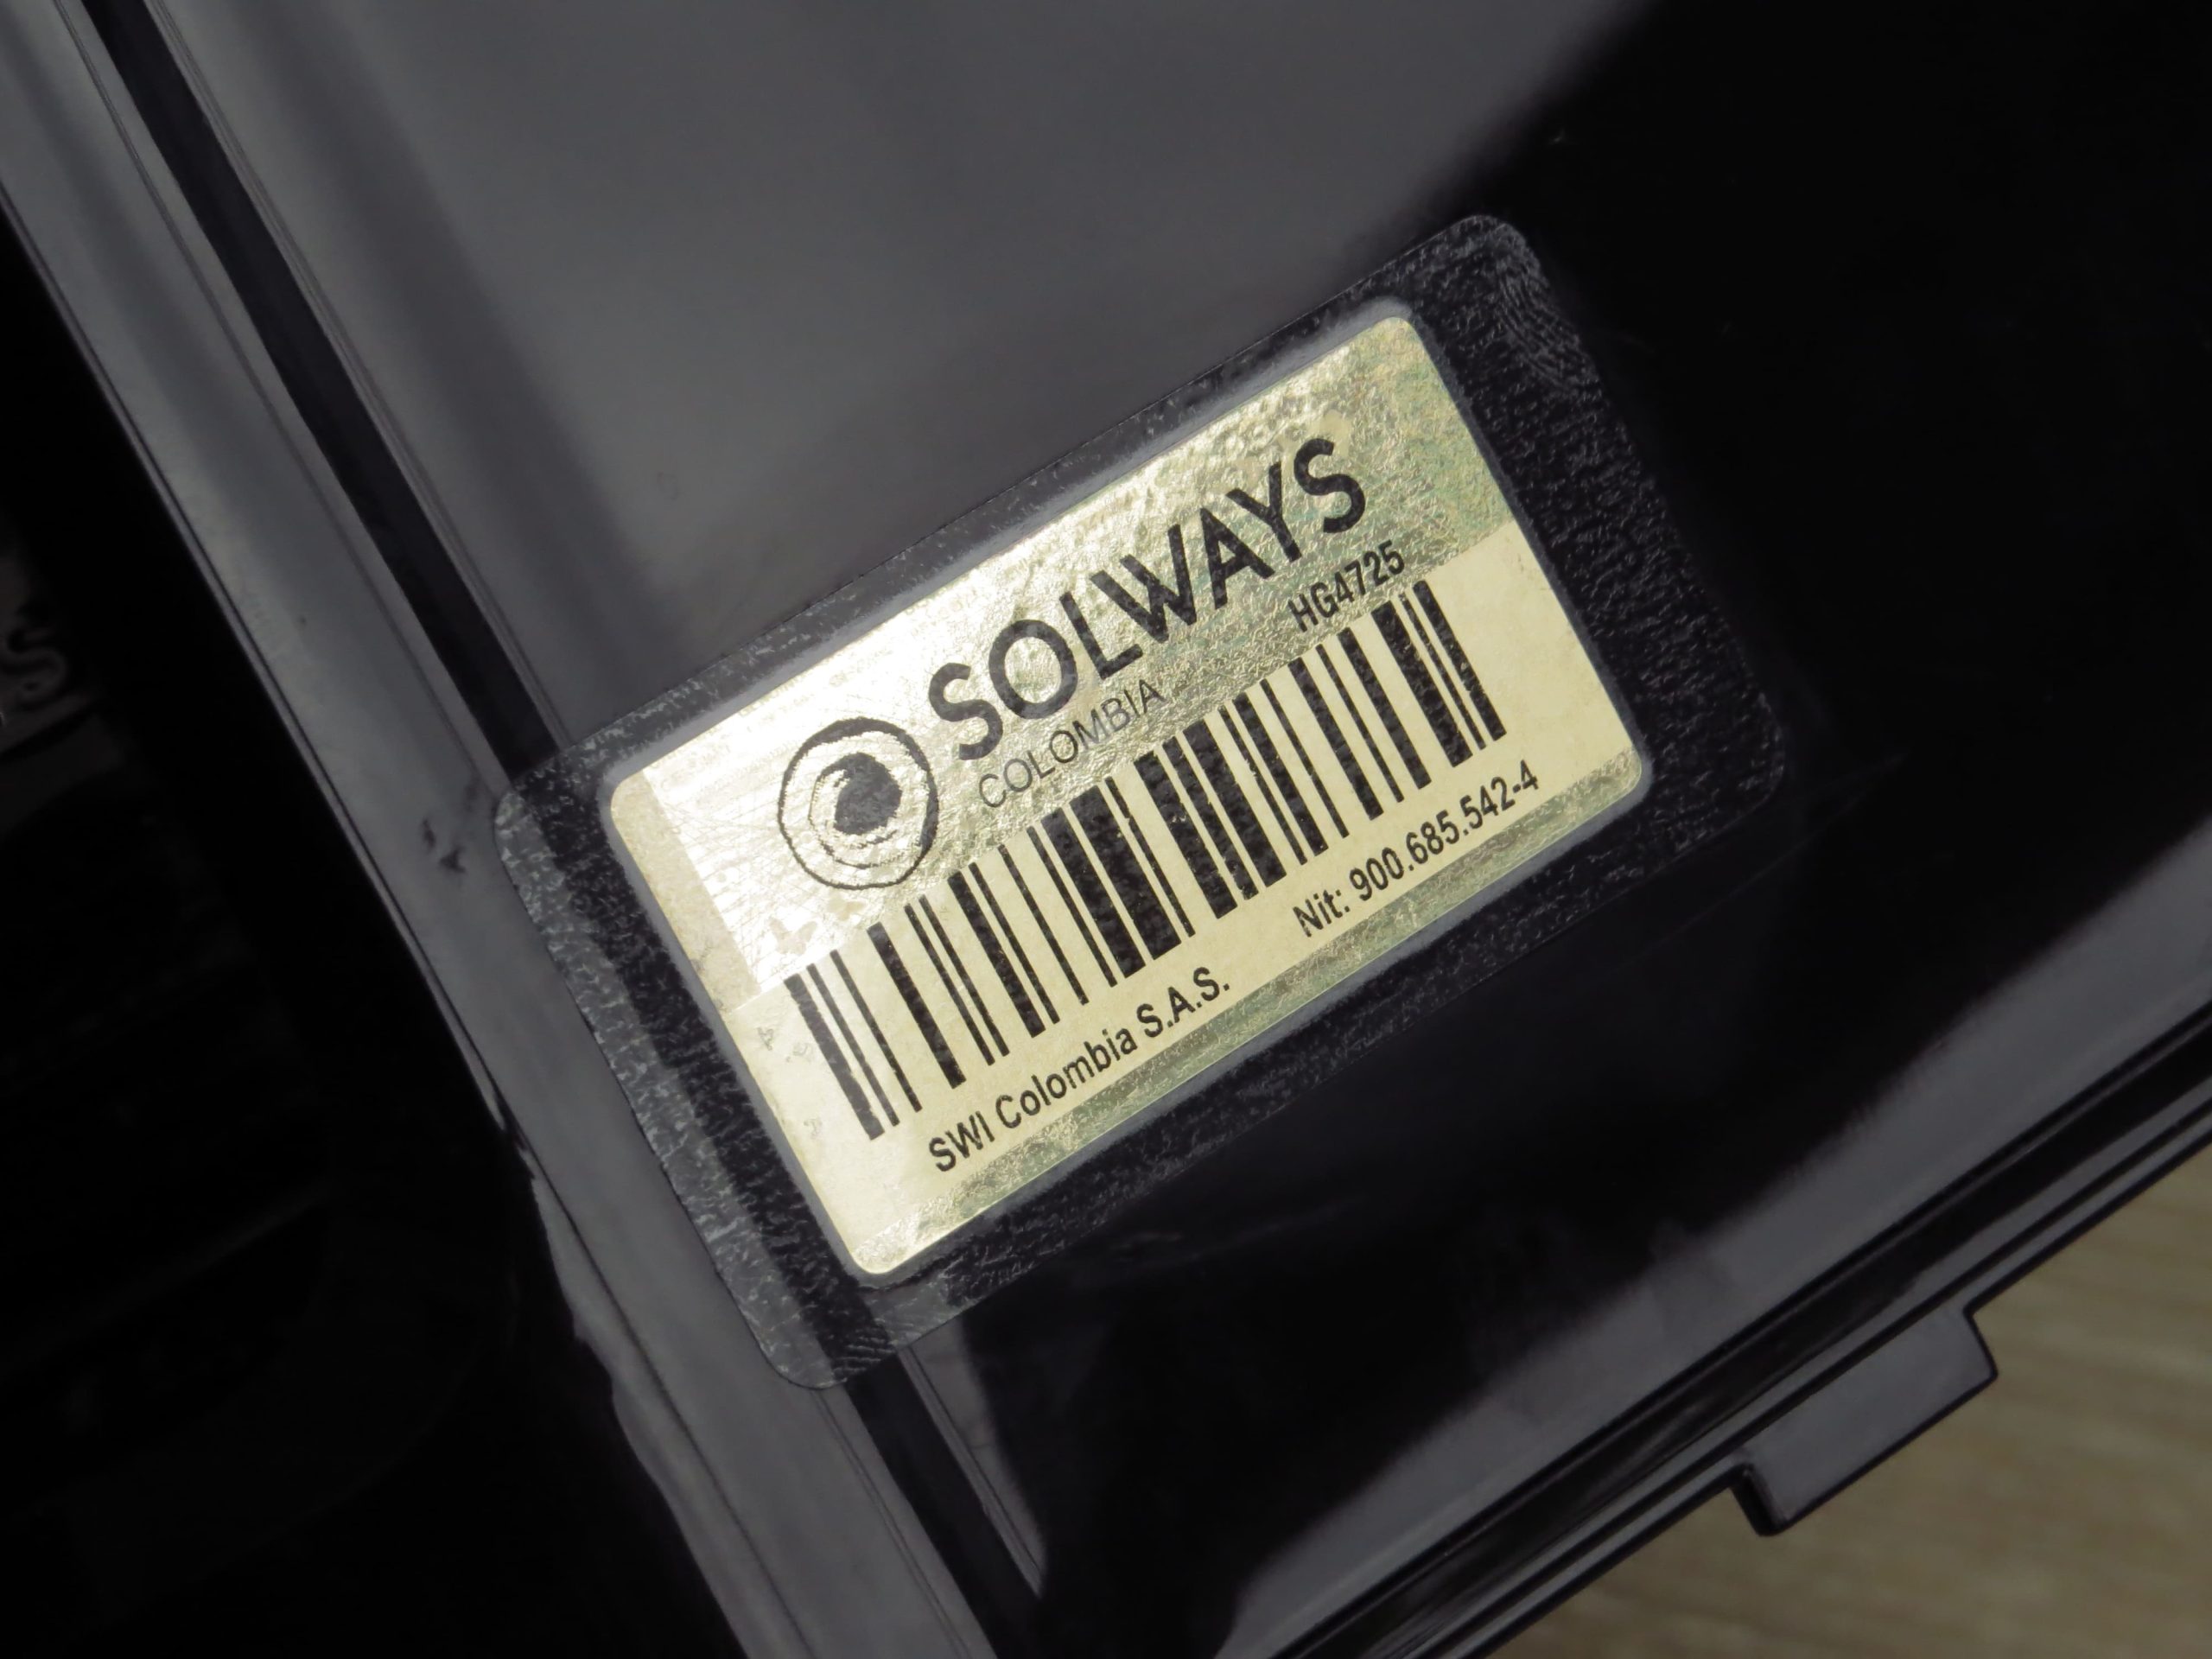 SOLWAYS
COLOMBIA
HG4725
SWI Colombia S.A.S.
Nit: 900.685.542-4